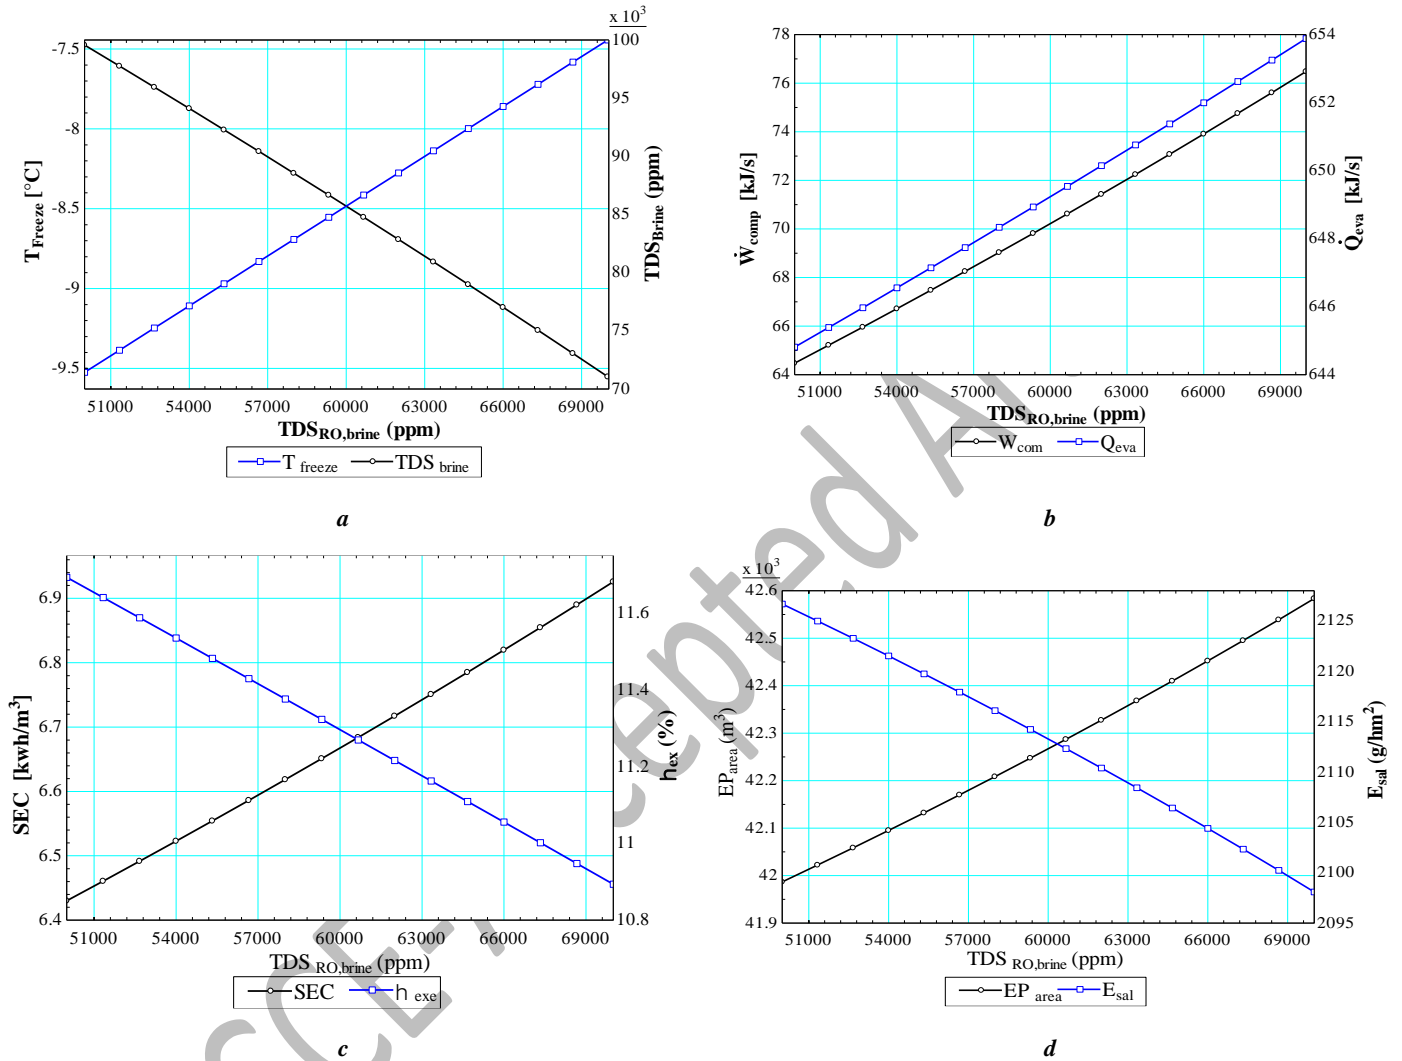 x 10³
-7.5
-8
-8.5
-9
-9.5
T Freeze [°C]
100
95
90
85
80
75
70
TDS Brine (ppm)
51000 54000 57000 60000 63000 66000 69000
TDS RO,brine (ppm)
T freeze TDS brine
a
78
76
74
72
70
68
66
64
Ẇ comp [kJ/s]
654
652
650
648
646
644
Q̇ eva [kJ/s]
51000 54000 57000 60000 63000 66000 69000
TDS RO,brine (ppm)
W com Q eva
b
6.9
6.8
6.7
6.6
6.5
6.4
SEC [kwh/m³]
11.6
11.4
11.2
11
10.8
h ex (%)
51000 54000 57000 60000 63000 66000 69000
TDS RO,brine (ppm)
SEC h exe
c
x 10³
42.6
42.5
42.4
42.3
42.2
42.1
42
41.9
EP area (m³)
2125
2120
2115
2110
2105
2100
2095
E sal (g/hm²)
51000 54000 57000 60000 63000 66000 69000
TDS RO,brine (ppm)
EP area E sal
d